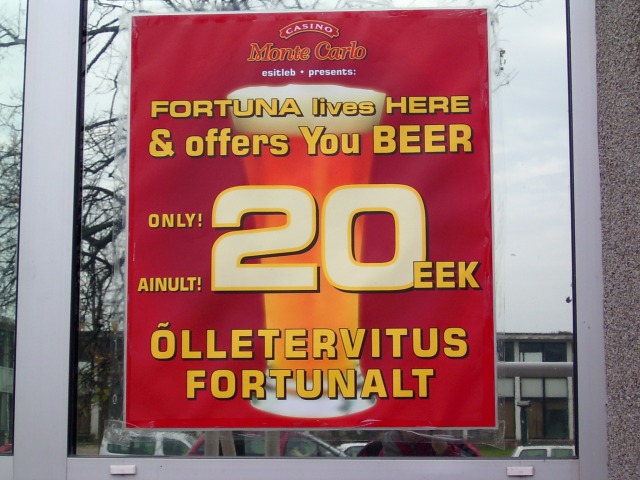 CASINO
Monte Carlo
esitleb • presents:
FORTUNA lives HERE
& offers You BEER
ONLY!
AINULT!
20 EEK
ÕLLETERVITUS
FORTUNALT